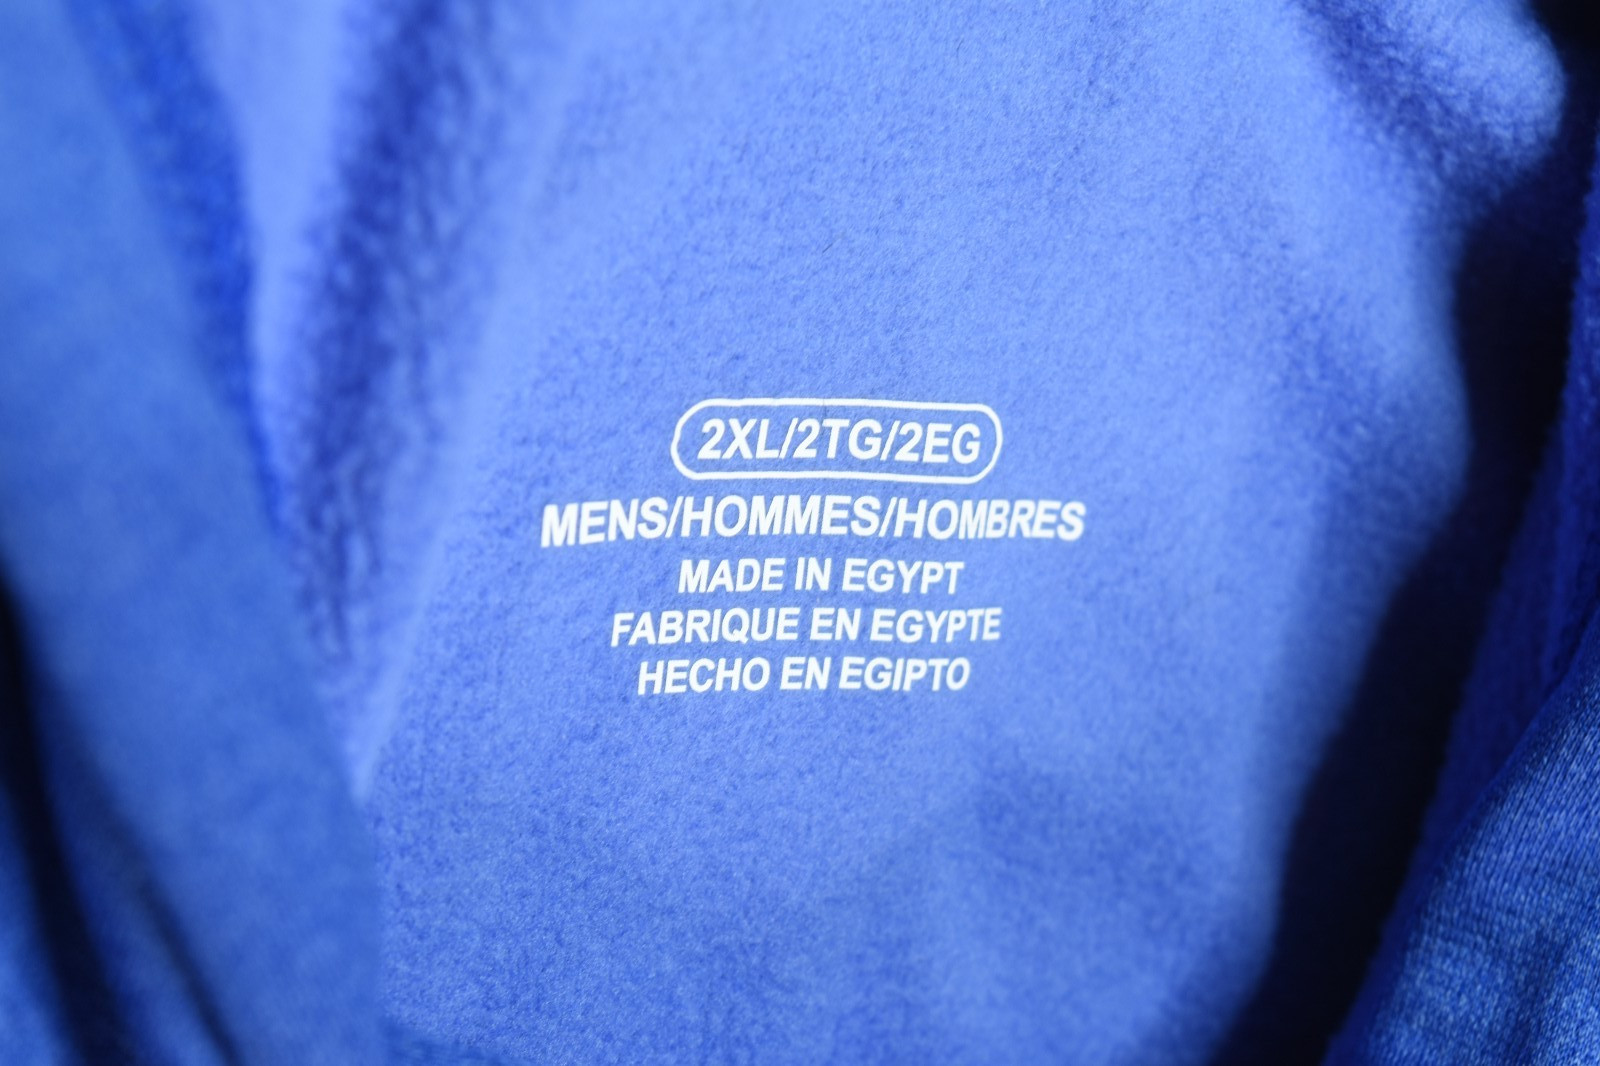 2XL/2TG/2EG
MENS/HOMMES/HOMBRES
MADE IN EGYPT
FABRIQUE EN EGYPTE
HECHO EN EGIPTO